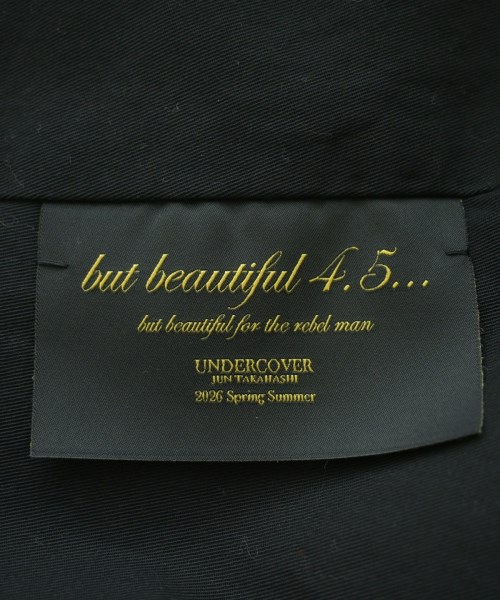 but beautiful 4.5...
but beautiful for the rebel man
UNDERCOVER
JUN TAKAHASHI
2026 Spring Summer